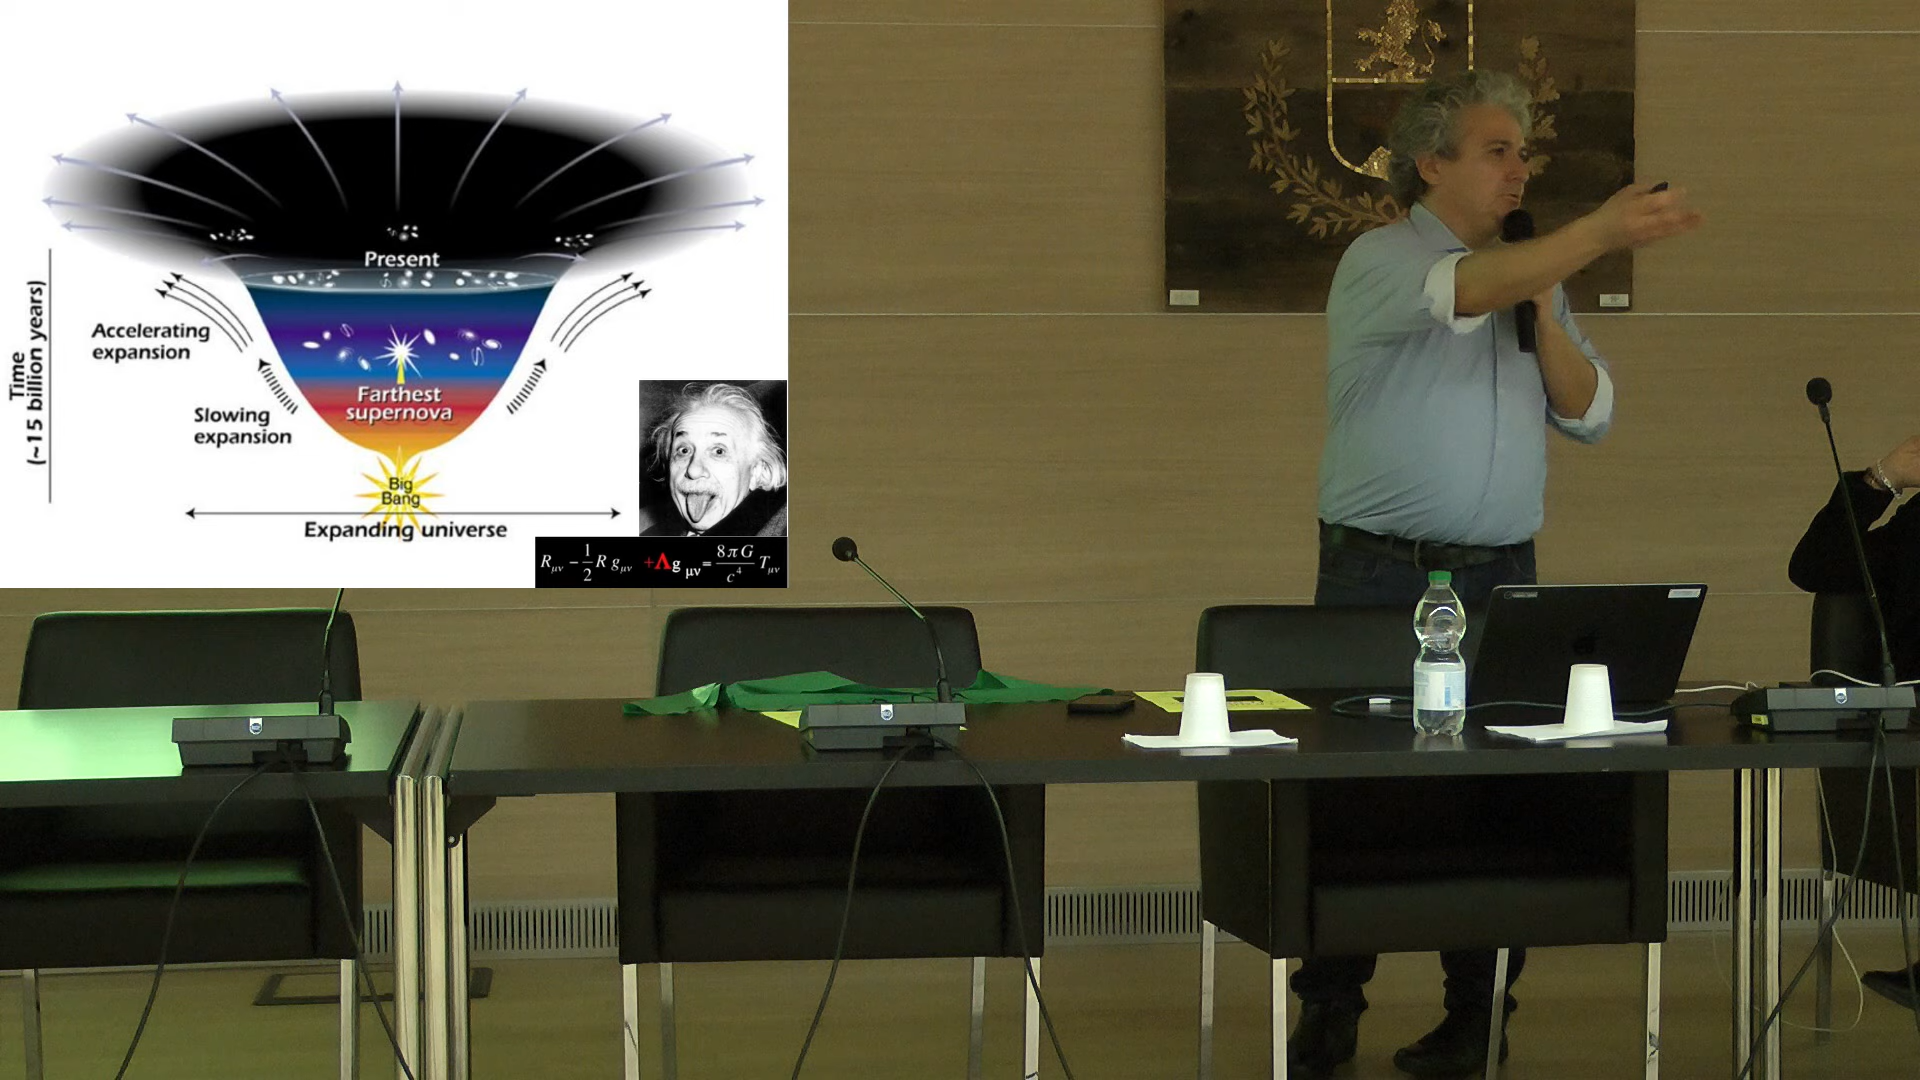 Present
Time
(~15 billion years)
Accelerating
expansion
Farthest
supernova
Slowing
expansion
Big
Bang
Expanding universe
R_μν − 1/2 R g_μν +Λg_μν = 8πG/c⁴ T_μν